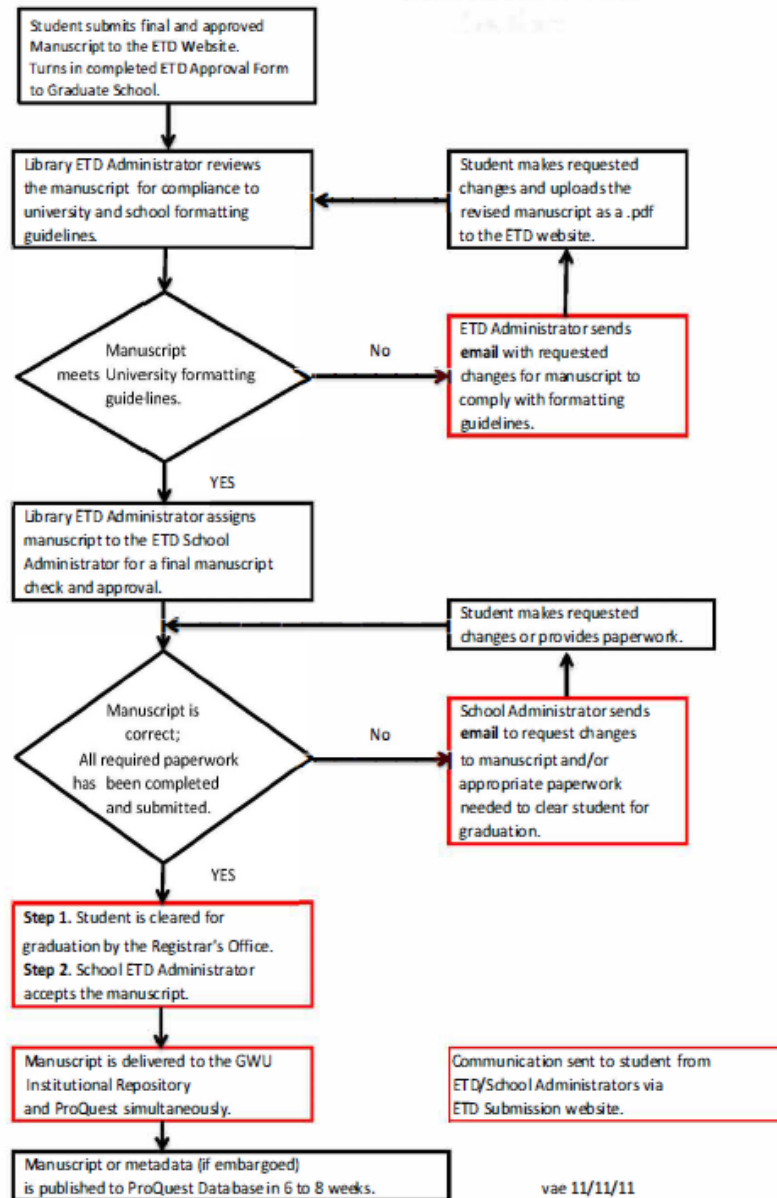 Student submits final and approved
Manuscript to the ETD Website.
Turns in completed ETD Approval Form
to Graduate School.
Library ETD Administrator reviews
the manuscript for compliance to
university and school formatting
guidelines.
Student makes requested
changes and uploads the
revised manuscript as a .pdf
to the ETD website.
Manuscript
meets University formatting
guidelines.
No
ETD Administrator sends
email with requested
changes for manuscript to
comply with formatting
guidelines.
YES
Library ETD Administrator assigns
manuscript to the ETD School
Administrator for a final manuscript
check and approval.
Student makes requested
changes or provides paperwork.
Manuscript is
correct;
All required paperwork
has been completed
and submitted.
No
School Administrator sends
email to request changes
to manuscript and/or
appropriate paperwork
needed to clear student for
graduation.
YES
Step 1. Student is cleared for
graduation by the Registrar's Office.
Step 2. School ETD Administrator
accepts the manuscript.
Manuscript is delivered to the GWU
Institutional Repository
and ProQuest simultaneously.
Communication sent to student from
ETD/School Administrators via
ETD Submission website.
Manuscript or metadata (if embargoed)
is published to ProQuest Database in 6 to 8 weeks.
vae 11/11/11